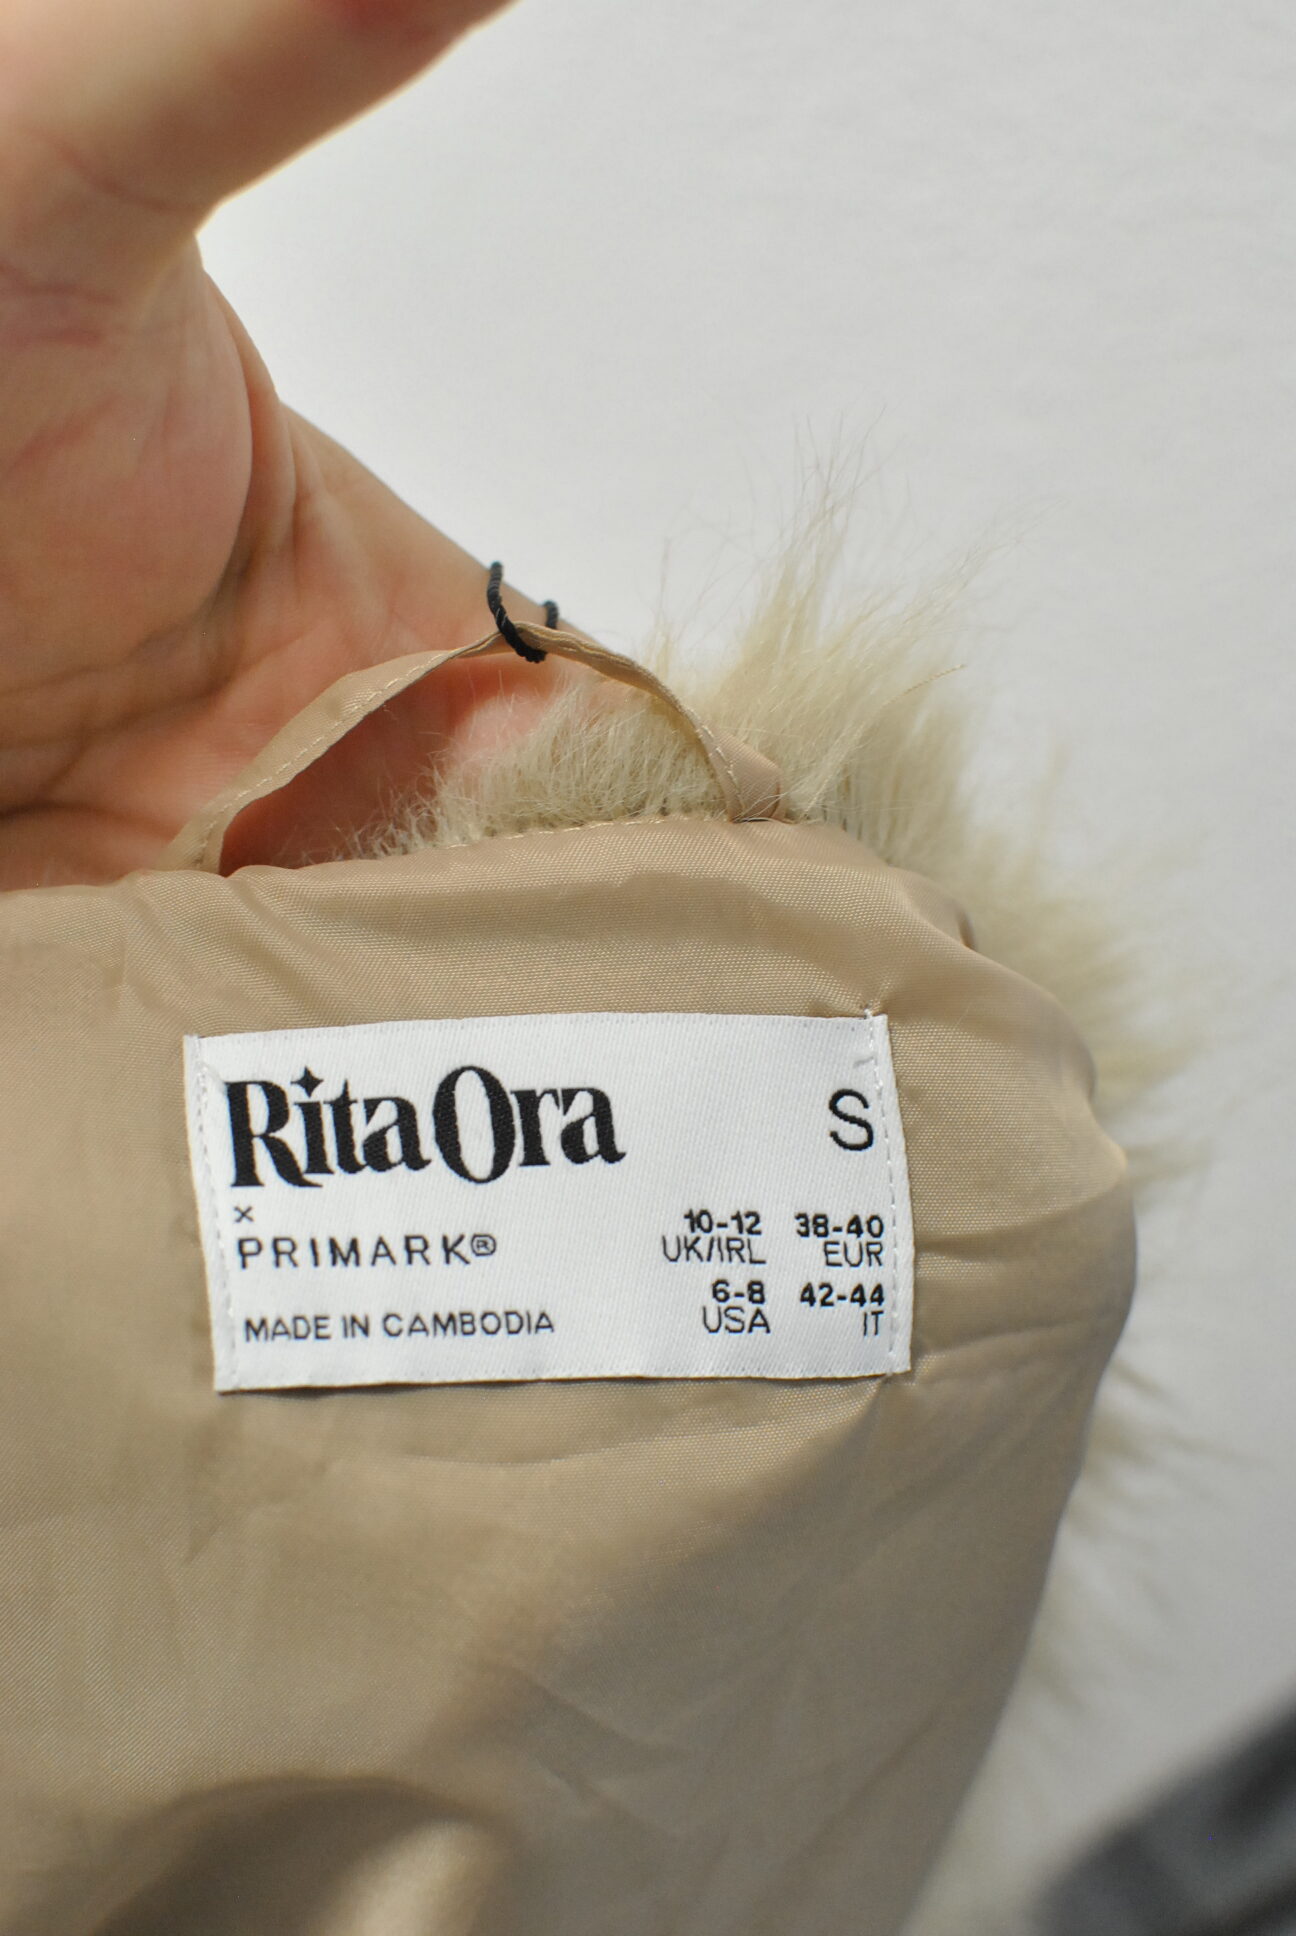 Rita Ora
S
x
PRIMARK®
MADE IN CAMBODIA
10-12 38-40
UK/IRL EUR
6-8 42-44
USA IT